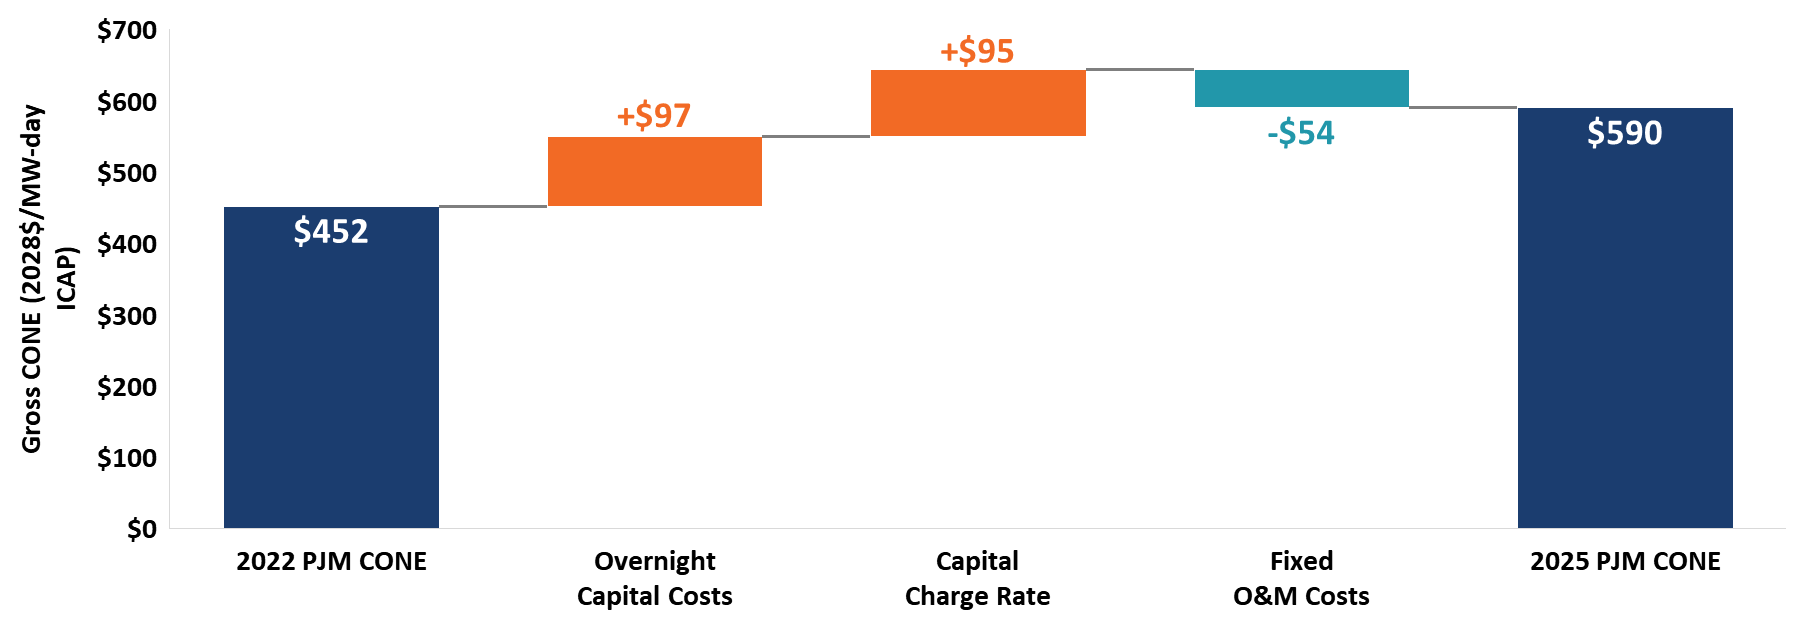 Gross CONE (2028$/MW-day
ICAP)
$700
$600
$500
$400
$300
$200
$100
$0
$452
+$97
+$95
-$54
$590
2022 PJM CONE
Overnight
Capital Costs
Capital
Charge Rate
Fixed
O&M Costs
2025 PJM CONE